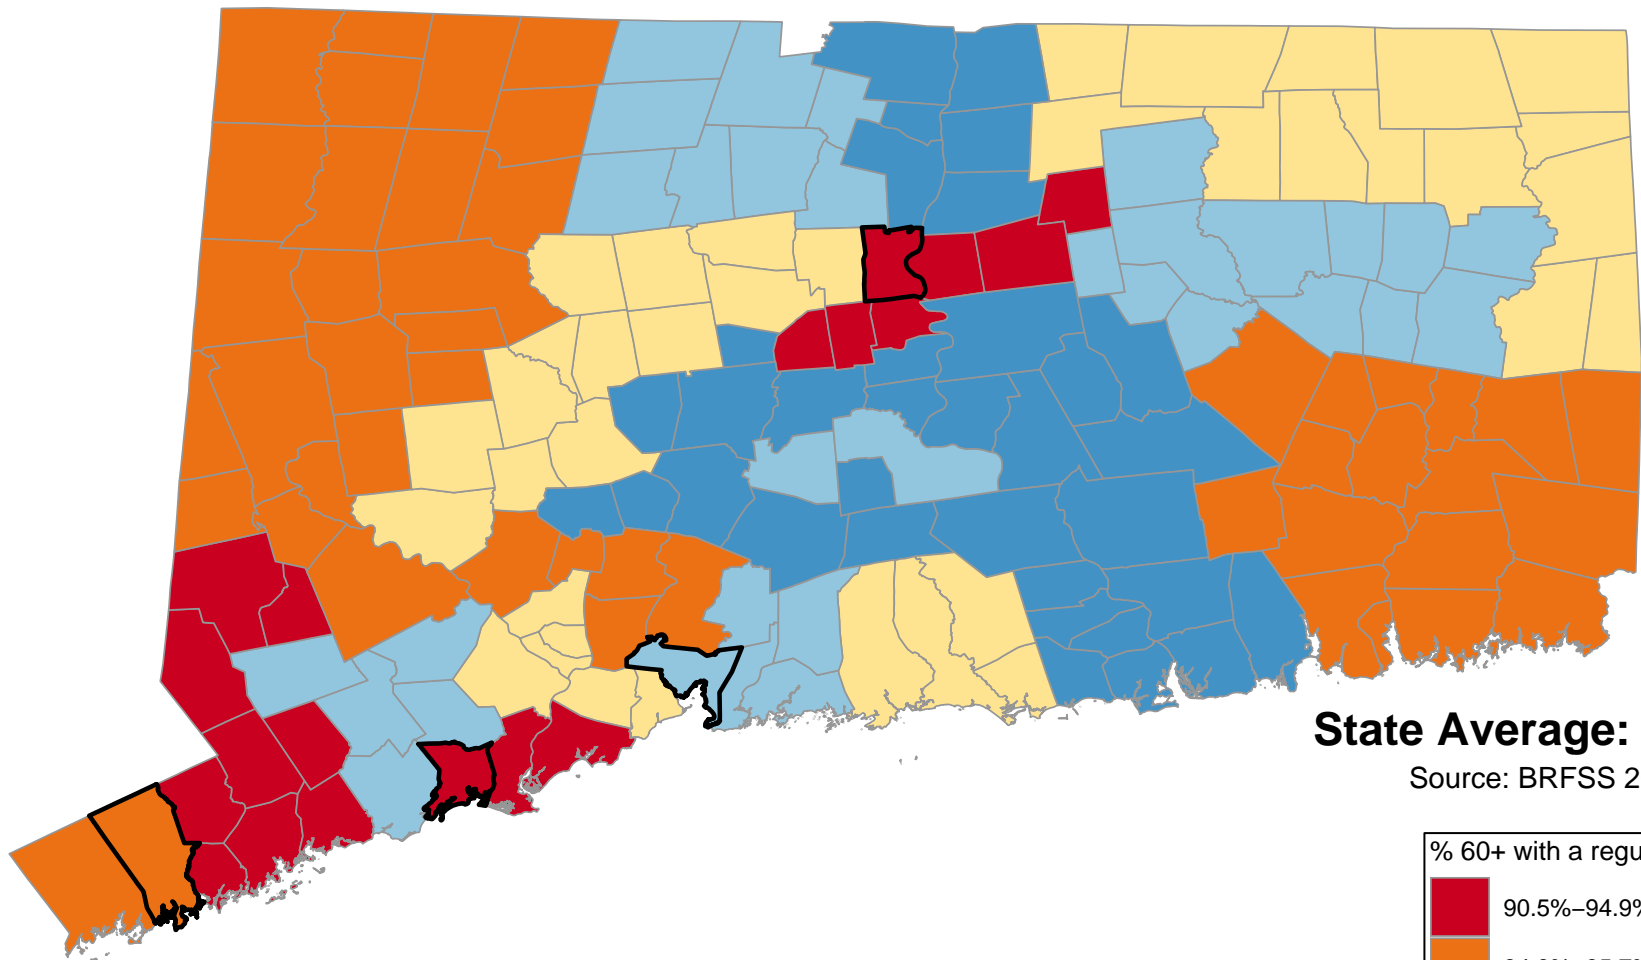 State Average:
Source: BRFSS 2
% 60+ with a regu
90.5%–94.9%